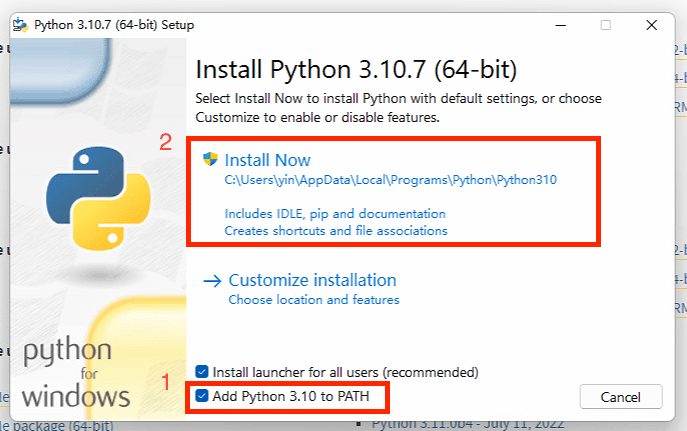 Python 3.10.7 (64-bit) Setup
Install Python 3.10.7 (64-bit)
Select Install Now to install Python with default settings, or choose
Customize to enable or disable features.
2
Install Now
C:\Users\yin\AppData\Local\Programs\Python\Python310
Includes IDLE, pip and documentation
Creates shortcuts and file associations
Customize installation
Choose location and features
python
for
windows
Install launcher for all users (recommended)
1
Add Python 3.10 to PATH
Cancel
package (64-bit)
Python 3.11.0b4 - July 11, 2022